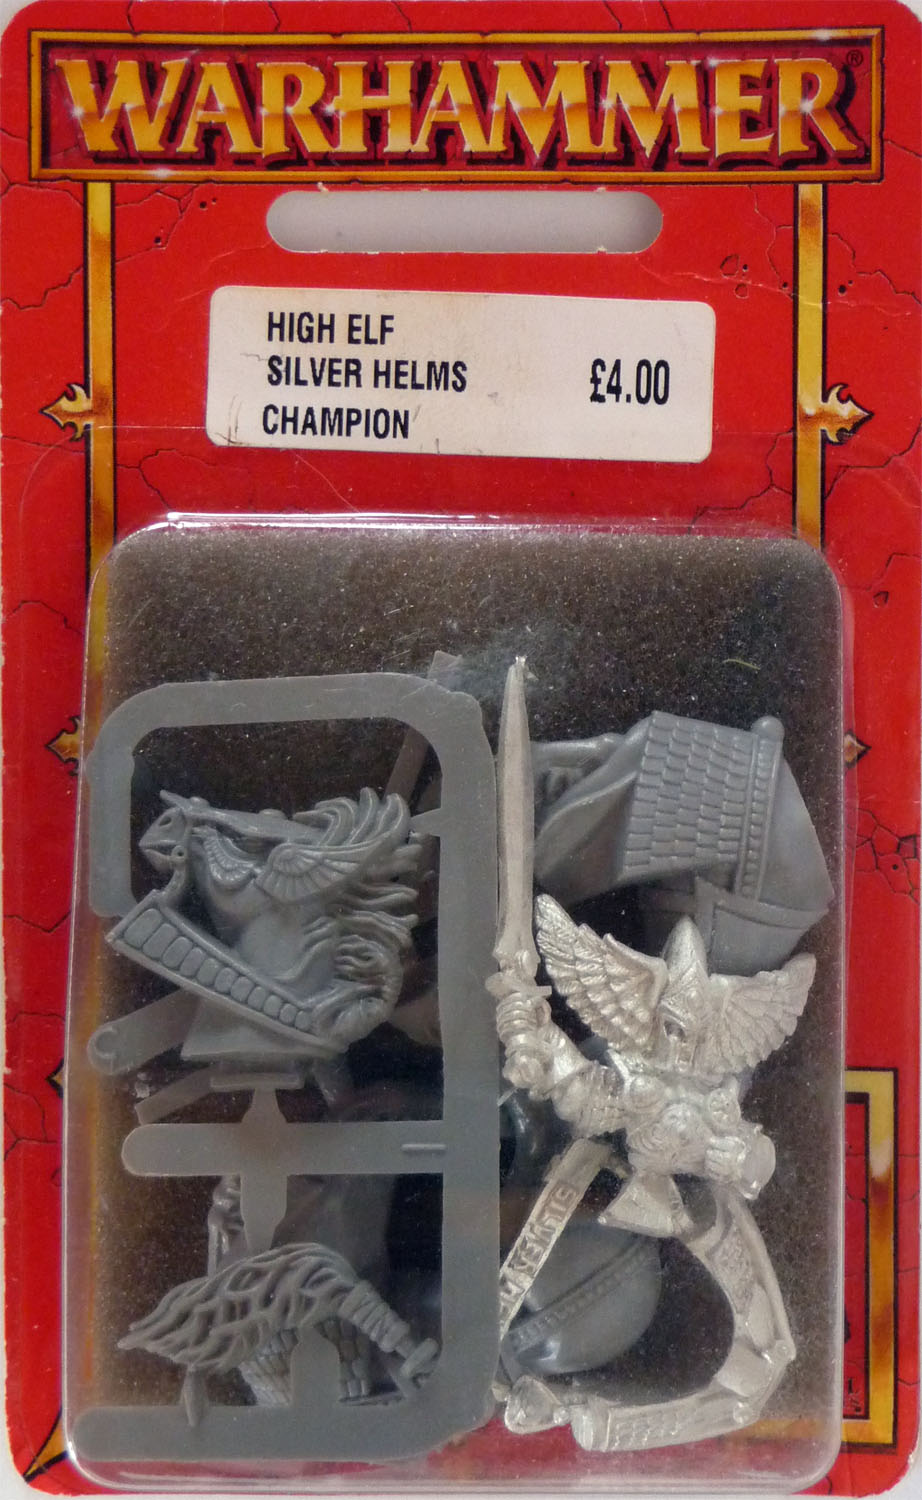 WARHAMMER®
HIGH ELF
SILVER HELMS
CHAMPION
£4.00